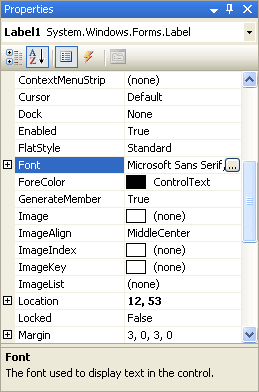 Properties
Label1 System.Windows.Forms.Label
A
Z
ContextMenuStrip (none)
Cursor Default
Dock None
Enabled True
FlatStyle Standard
Font Microsoft Sans Serif, ...
ForeColor ControlText
GenerateMember True
Image (none)
ImageAlign MiddleCenter
ImageIndex (none)
ImageKey (none)
ImageList (none)
Location 12, 53
Locked False
Margin 3, 0, 3, 0
Font
The font used to display text in the control.